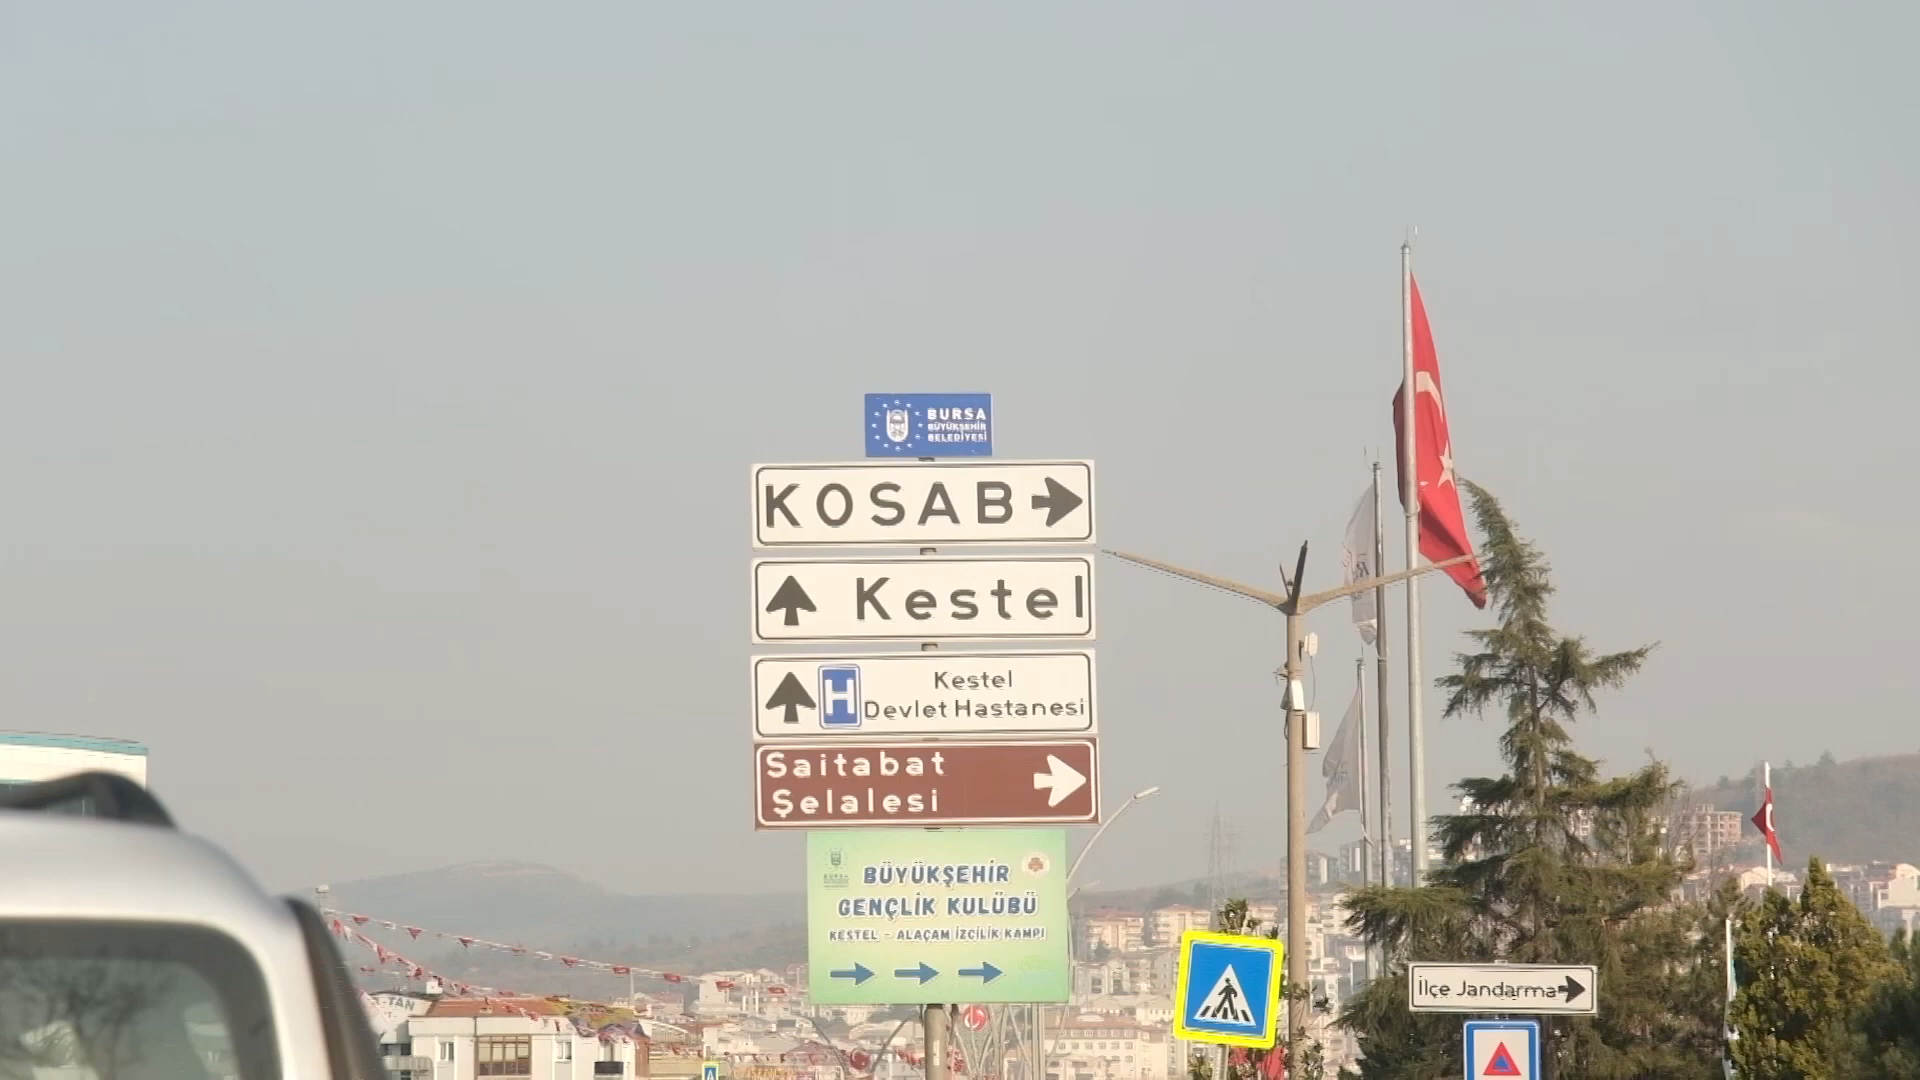 BURSA
BÜYÜKŞEHİR
BELEDİYESİ
KOSAB
Kestel
H
Kestel
Devlet Hastanesi
Saitabat
Şelalesi
BURSA
BÜYÜKŞEHİR
GENÇLİK KULÜBÜ
KESTEL - ALAÇAM İZCİLİK KAMPI
İlçe Jandarma